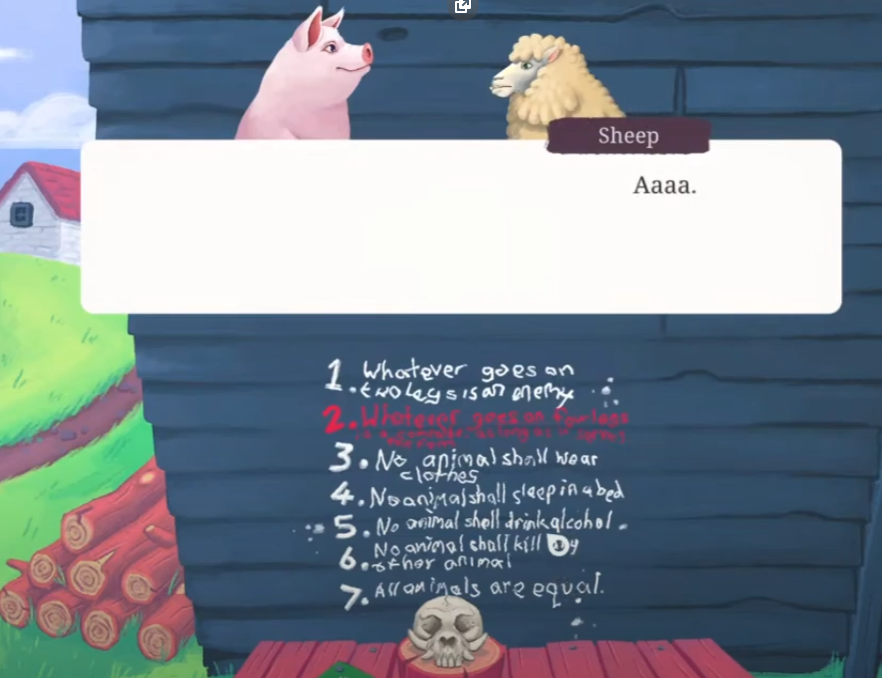 Sheep
Aaaa.
1. Whatever goes on
two legs is an enemy
2. Whatever goes on four legs
3. No animal shall wear
clothes
4. No animal shall sleep in a bed
5. No animal shall drink alcohol.
6. No animal shall kill
other animal
7. All animals are equal.